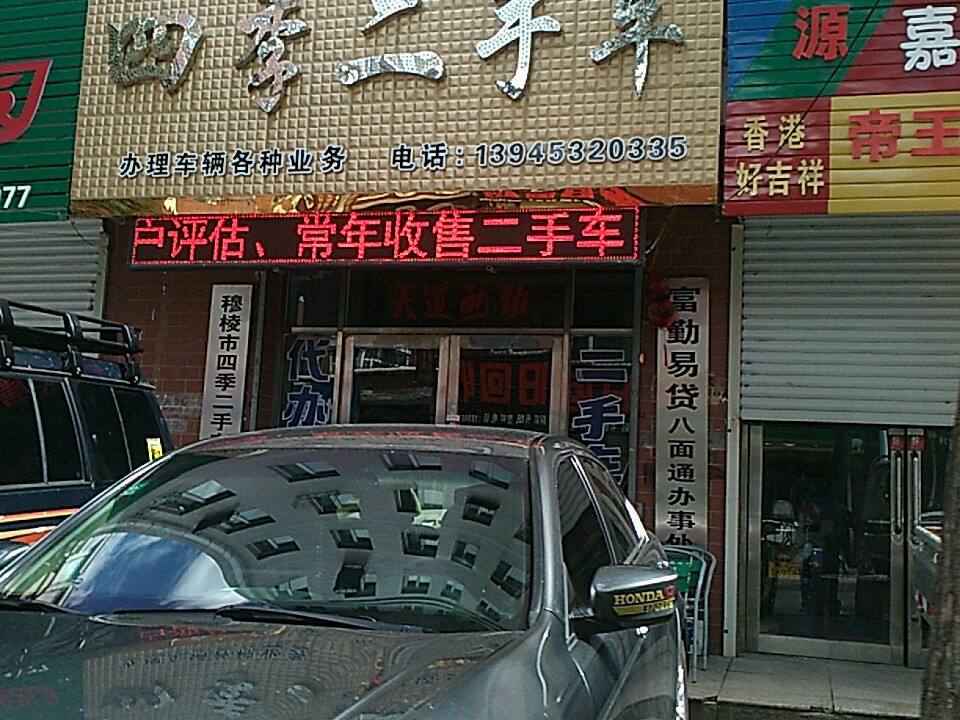 四季二手车
办理车辆各种业务 电话：13945320335
户评估、常年收售二手车
穆棱市四季二手
代办
二手车
富勤易贷八面通办事处
源 嘉
香港
好吉祥
帝王
77
HONDA